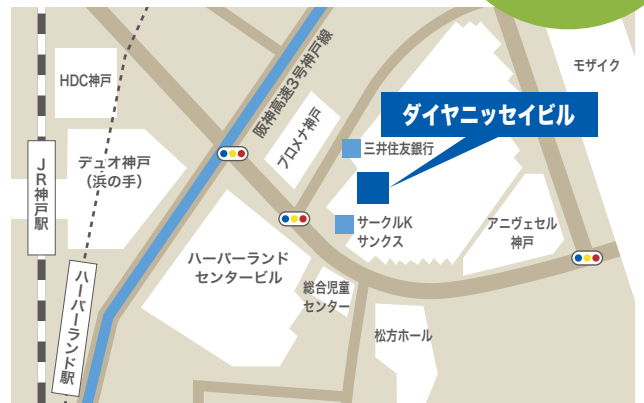 モザイク
HDC神戸
阪神高速3号神戸線
ダイヤニッセイビル
プロメナ神戸
三井住友銀行
デュオ神戸
（浜の手）
JR神戸駅
サークルK
サンクス
アニヴェセル
神戸
ハーバーランド
センタービル
ハーバーランド駅
総合児童
センター
松方ホール